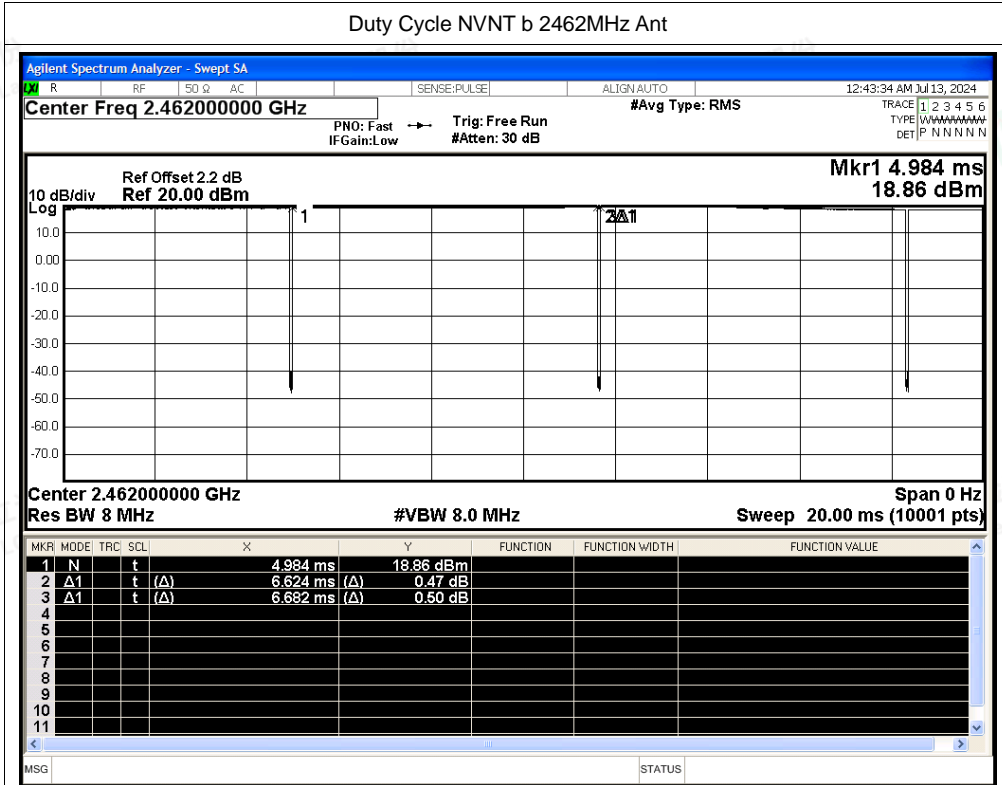 Duty Cycle NVNT b 2462MHz Ant
Agilent Spectrum Analyzer - Swept SA
LXI R RF 50 Ω AC SENSE:PULSE ALIGN AUTO 12:43:34 AM Jul 13, 2024
Center Freq 2.462000000 GHz #Avg Type: RMS TRACE 1 2 3 4 5 6
PNO: Fast Trig: Free Run TYPE WWWWWW
IFGain:Low #Atten: 30 dB DET P N N N N N
Mkr1 4.984 ms
Ref Offset 2.2 dB
10 dB/div Ref 20.00 dBm 18.86 dBm
Log
1 2Δ1
10.0
0.00
-10.0
-20.0
-30.0
-40.0
-50.0
-60.0
-70.0
Center 2.462000000 GHz Span 0 Hz
Res BW 8 MHz #VBW 8.0 MHz Sweep 20.00 ms (10001 pts)
MKR MODE TRC SCL X Y FUNCTION FUNCTION WIDTH FUNCTION VALUE
1 N t 4.984 ms 18.86 dBm
2 Δ1 t (Δ) 6.624 ms (Δ) 0.47 dB
3 Δ1 t (Δ) 6.682 ms (Δ) 0.50 dB
4
5
6
7
8
9
10
11
MSG STATUS